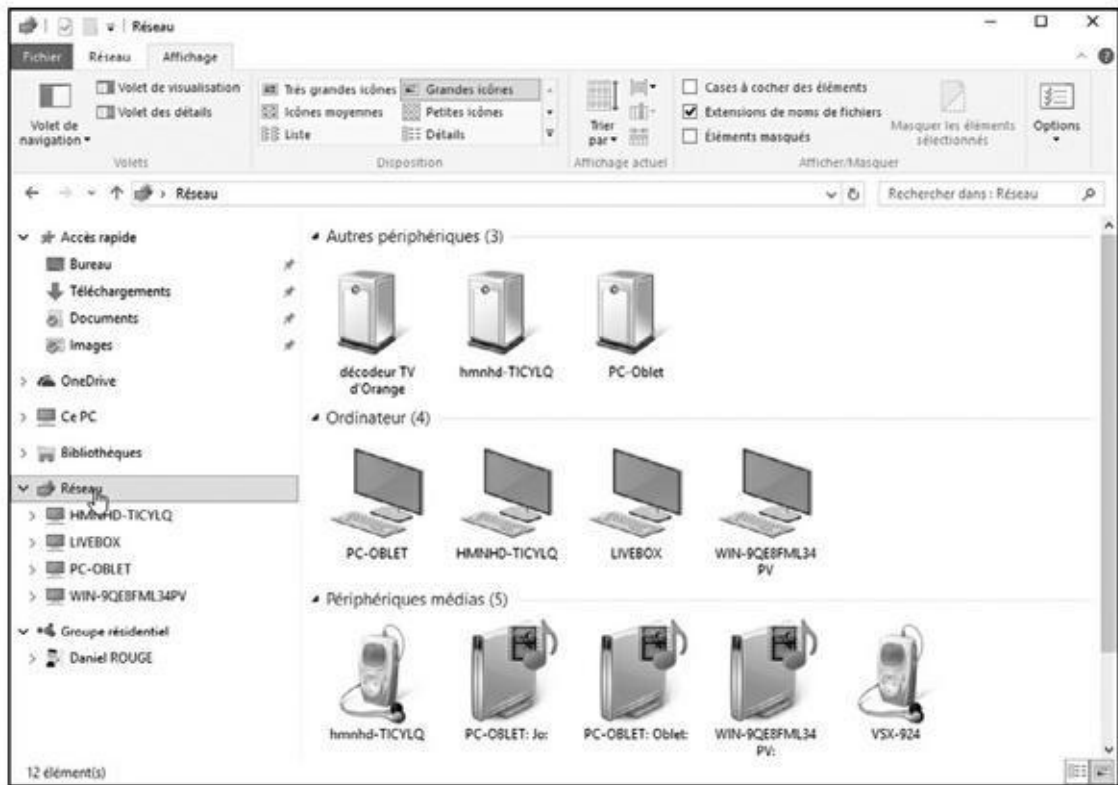 Réseau
Fichier Réseau Affichage
Volet de navigation
Volet de visualisation
Volet des détails
Volets
Très grandes icônes Grandes icônes
Icônes moyennes Petites icônes
Liste Détails
Disposition
Trier par
Affichage actuel
Cases à cocher des éléments
Extensions de noms de fichiers
Éléments masqués
Masquer les éléments sélectionnés
Afficher/Masquer
Options
Réseau
Rechercher dans : Réseau
Accès rapide
Bureau
Téléchargements
Documents
Images
OneDrive
Ce PC
Bibliothèques
Réseau
HMNHD-TICYLQ
LIVEBOX
PC-OBLET
WIN-9QE8FML34PV
Groupe résidentiel
Daniel ROUGE
Autres périphériques (3)
décodeur TV d'Orange
hmnhd-TICYLQ
PC-Oblet
Ordinateur (4)
PC-OBLET
HMNHD-TICYLQ
LIVEBOX
WIN-9QE8FML34
PV
Périphériques médias (5)
hmnhd-TICYLQ
PC-OBLET: Jo:
PC-OBLET: Oblet:
WIN-9QE8FML34
PV:
VSX-924
12 élément(s)